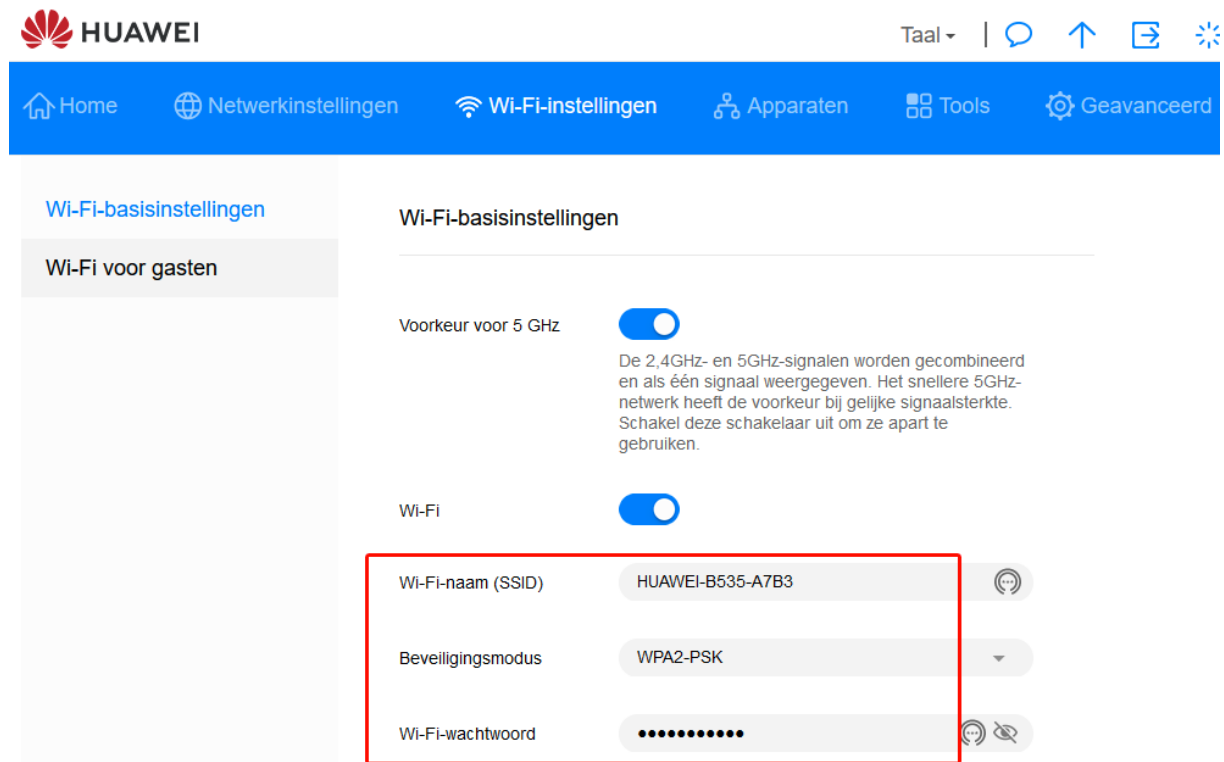 HUAWEI
Taal
Home Netwerkinstellingen Wi-Fi-instellingen Apparaten Tools Geavanceerd
Wi-Fi-basisinstellingen
Wi-Fi voor gasten
Wi-Fi-basisinstellingen
Voorkeur voor 5 GHz
De 2,4GHz- en 5GHz-signalen worden gecombineerd
en als één signaal weergegeven. Het snellere 5GHz-
netwerk heeft de voorkeur bij gelijke signaalsterkte.
Schakel deze schakelaar uit om ze apart te
gebruiken.
Wi-Fi
Wi-Fi-naam (SSID) HUAWEI-B535-A7B3
Beveiligingsmodus WPA2-PSK
Wi-Fi-wachtwoord •••••••••••